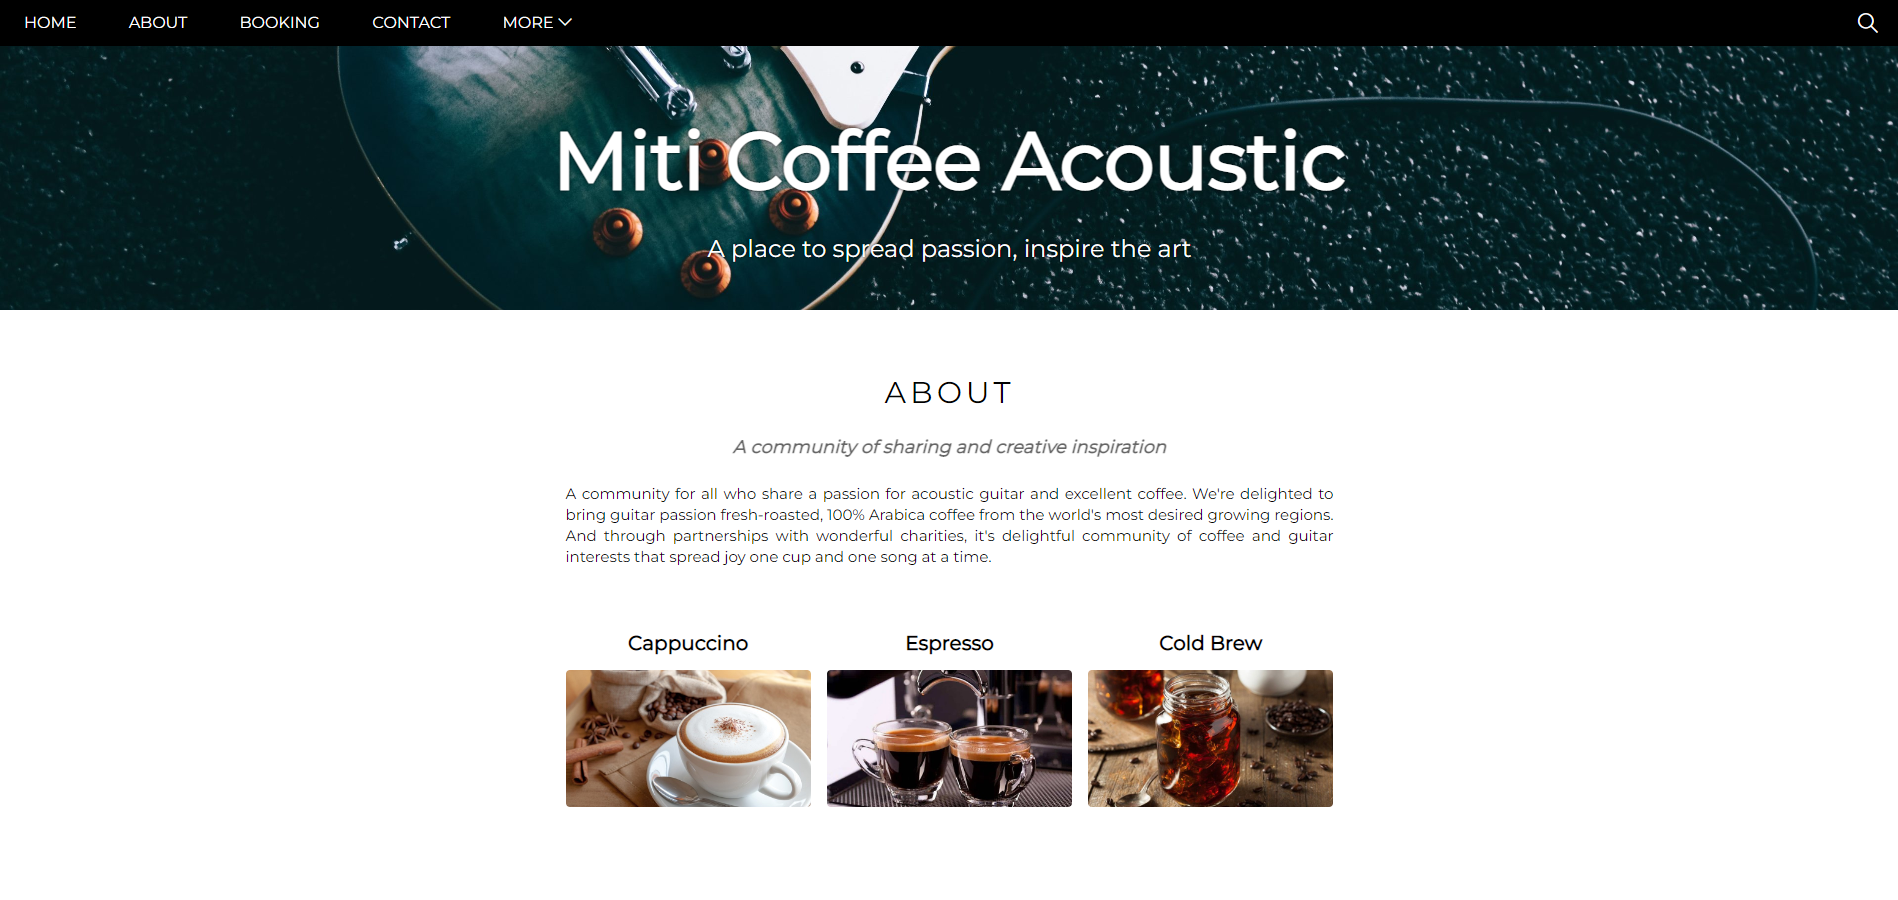 HOME ABOUT BOOKING CONTACT MORE
Miti Coffee Acoustic
A place to spread passion, inspire the art
ABOUT
A community of sharing and creative inspiration
A community for all who share a passion for acoustic guitar and excellent coffee. We're delighted to
bring guitar passion fresh-roasted, 100% Arabica coffee from the world's most desired growing regions.
And through partnerships with wonderful charities, it's delightful community of coffee and guitar
interests that spread joy one cup and one song at a time.
Cappuccino Espresso Cold Brew